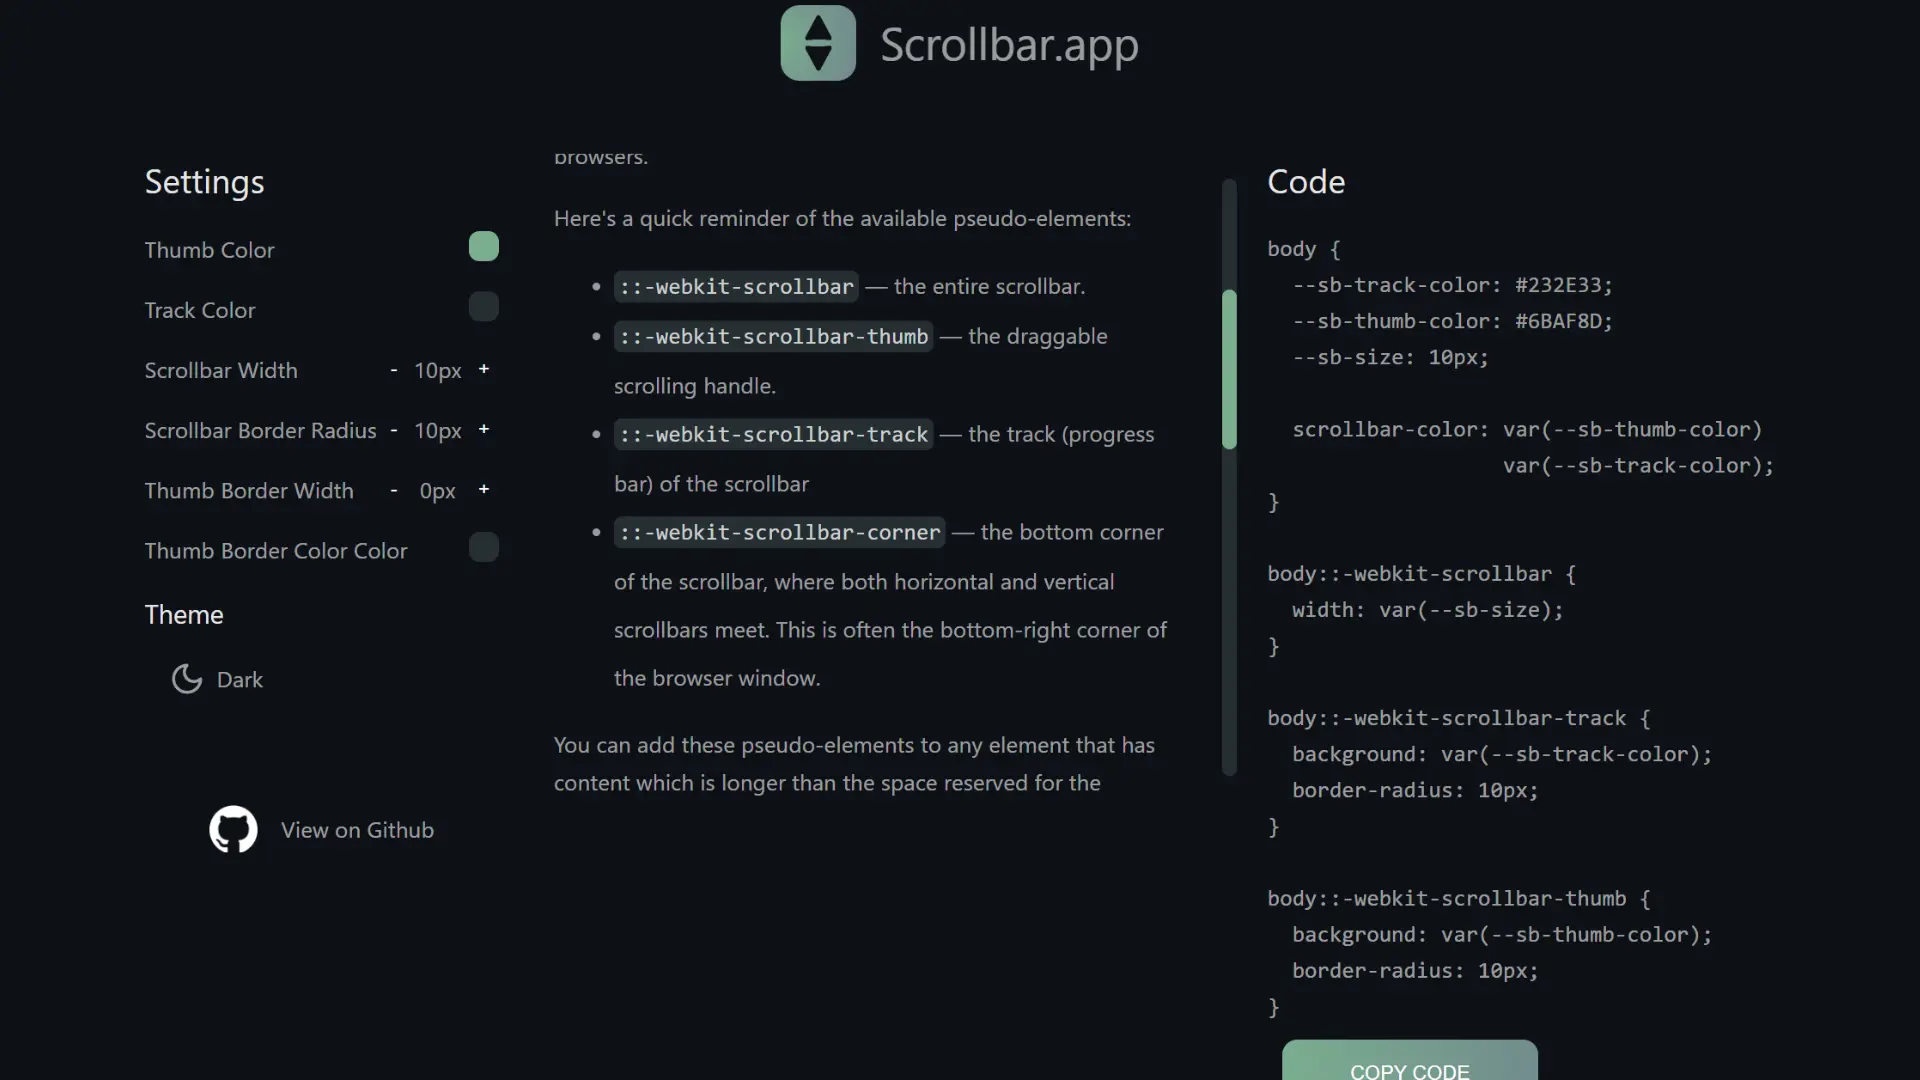 Scrollbar.app
Settings
Thumb Color
Track Color
Scrollbar Width - 10px +
Scrollbar Border Radius - 10px +
Thumb Border Width - 0px +
Thumb Border Color Color
Theme
Dark
View on Github
browsers.
Here's a quick reminder of the available pseudo-elements:
• ::-webkit-scrollbar — the entire scrollbar.
• ::-webkit-scrollbar-thumb — the draggable
scrolling handle.
• ::-webkit-scrollbar-track — the track (progress
bar) of the scrollbar
• ::-webkit-scrollbar-corner — the bottom corner
of the scrollbar, where both horizontal and vertical
scrollbars meet. This is often the bottom-right corner of
the browser window.
You can add these pseudo-elements to any element that has
content which is longer than the space reserved for the
Code
body {
  --sb-track-color: #232E33;
  --sb-thumb-color: #6BAF8D;
  --sb-size: 10px;
  scrollbar-color: var(--sb-thumb-color)
                   var(--sb-track-color);
}
body::-webkit-scrollbar {
  width: var(--sb-size);
}
body::-webkit-scrollbar-track {
  background: var(--sb-track-color);
  border-radius: 10px;
}
body::-webkit-scrollbar-thumb {
  background: var(--sb-thumb-color);
  border-radius: 10px;
}
COPY CODE